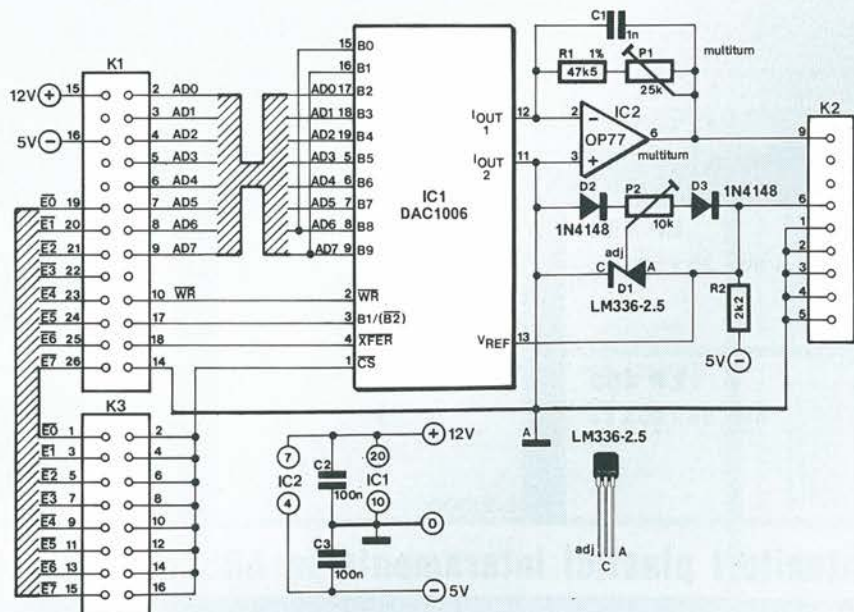 K1
12V + 15
5V − 16
E0 19
E1 20
E2 21
E3 22
E4 23
E5 24
E6 25
E7 26
2 AD0
3 AD1
4 AD2
5 AD3
6 AD4
7 AD5
8 AD6
9 AD7
10 WR
17
18
14
15 B0
16 B1
AD0 17 B2
AD1 18 B3
AD2 19 B4
AD3 5 B5
AD4 6 B6
AD5 7 B7
AD6 8 B8
AD7 9 B9
2 WR
3 B1/(B2)
4 XFER
1 CS
IC1
DAC1006
IOUT 1 12
IOUT 2 11
VREF 13
C1
1n
R1 1%
47k5
P1
25k
multitum
IC2
OP77
2 −
3 +
6
multitum
D2
1N4148
P2
10k
D3
1N4148
adj
C A
D1
LM336-2.5
R2
2k2
5V −
K2
9
6
1
2
3
4
5
K3
E0 1 2
E1 3 4
E2 5 6
E3 7 8
E4 9 10
E5 11 12
E6 13 14
E7 15 16
7
IC2
4
C2
100n
C3
100n
20
IC1
10
+ 12V
0
− 5V
A
LM336-2.5
adj C A